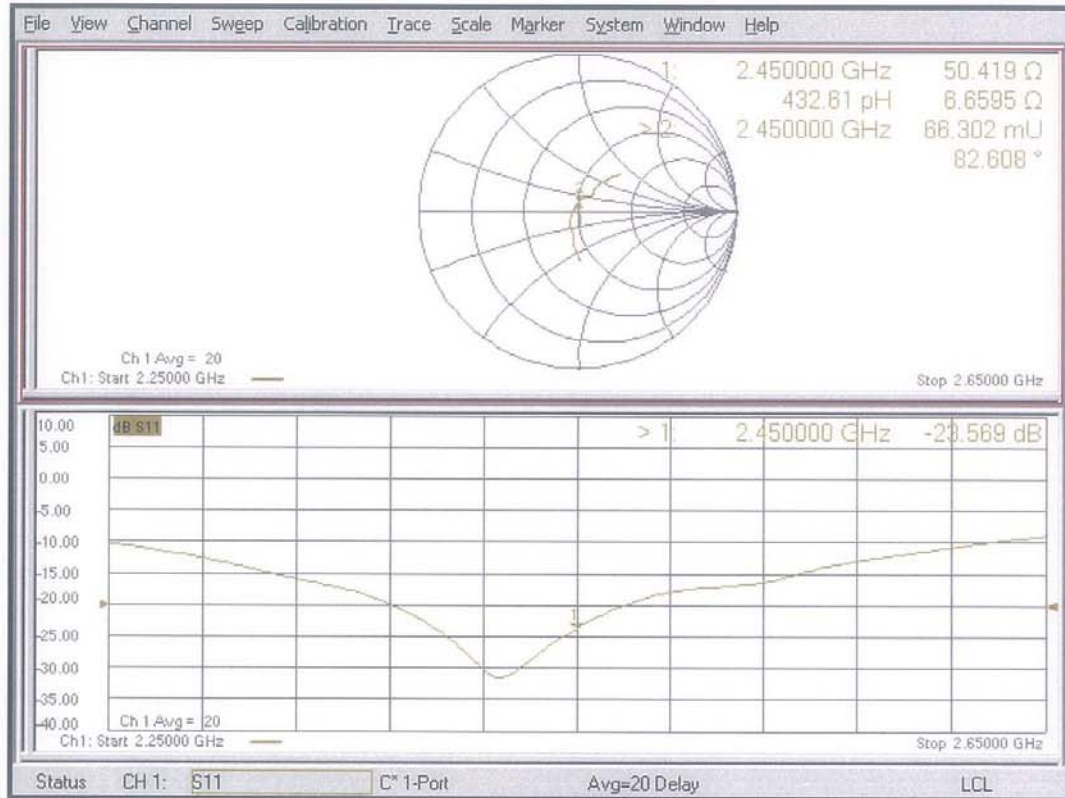 File View Channel Sweep Calibration Trace Scale Marker System Window Help
1: 2.450000 GHz 50.419 Ω
432.61 pH 6.6595 Ω
> 2: 2.450000 GHz 66.302 mU
82.608 °
Ch 1 Avg = 20
Ch1: Start 2.25000 GHz
Stop 2.65000 GHz
dB S11
> 1: 2.450000 GHz -23.569 dB
10.00
5.00
0.00
-5.00
-10.00
-15.00
-20.00
-25.00
-30.00
-35.00
-40.00
1
Ch 1 Avg = 20
Ch1: Start 2.25000 GHz
Stop 2.65000 GHz
Status CH 1: S11 C* 1-Port Avg=20 Delay LCL